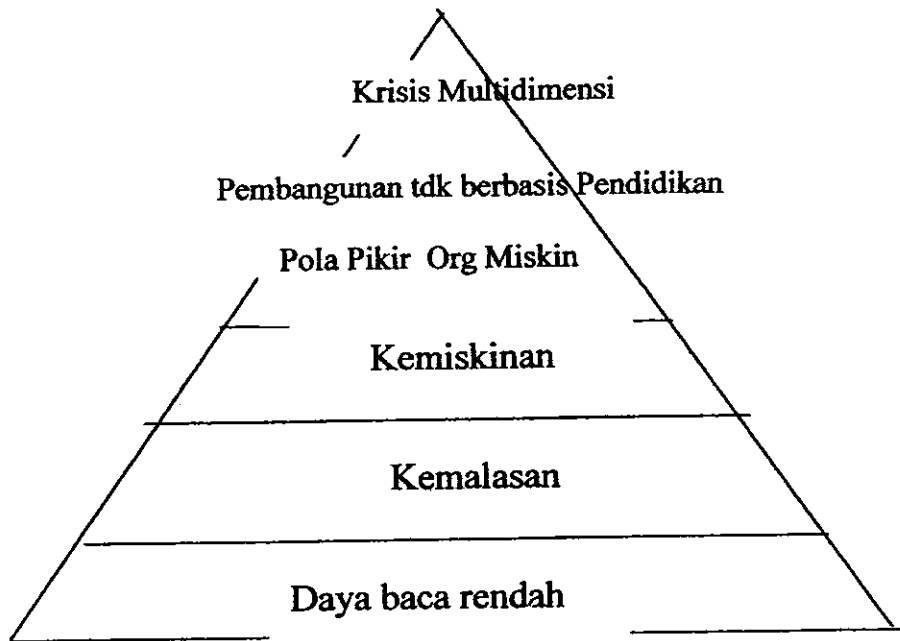 Krisis Multidimensi
Pembangunan tdk berbasis Pendidikan
Pola Pikir Org Miskin
Kemiskinan
Kemalasan
Daya baca rendah